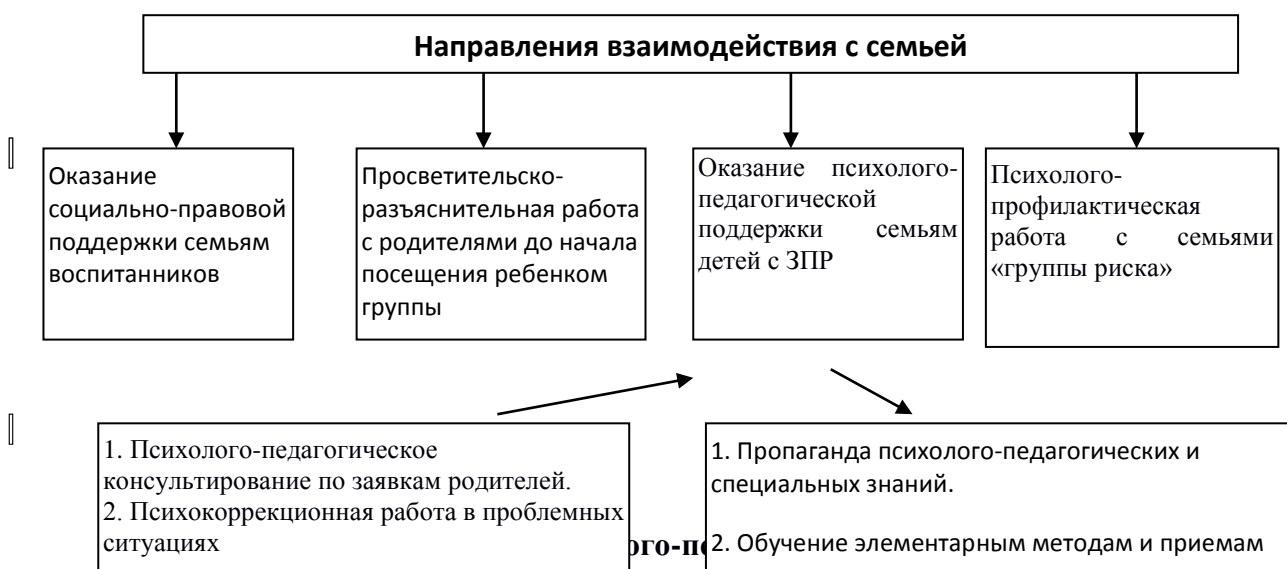 Направления взаимодействия с семьей
Оказание
социально-правовой
поддержки семьям
воспитанников
Просветительско-
разъяснительная работа
с родителями до начала
посещения ребенком
группы
Оказание психолого-
педагогической
поддержки семьям
детей с ЗПР
Психолого-
профилактическая
работа с семьями
«группы риска»
1. Психолого-педагогическое
консультирование по заявкам родителей.
2. Психокоррекционная работа в проблемных
ситуациях
1. Пропаганда психолого-педагогических и
специальных знаний.
2. Обучение элементарным методам и приемам